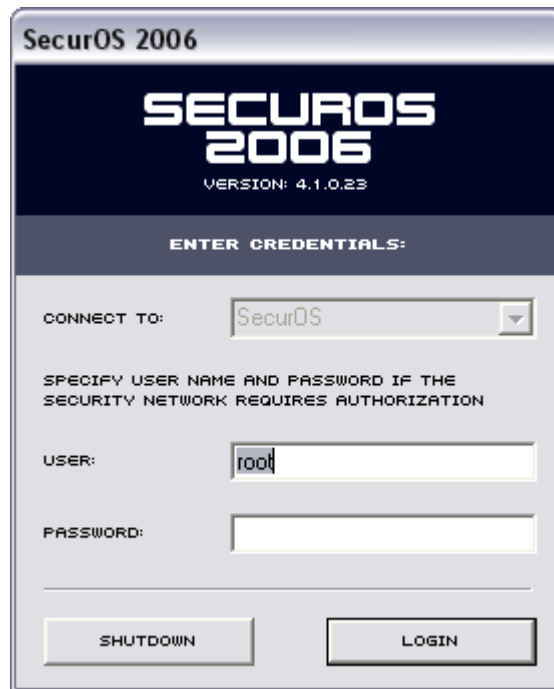 SecurOS 2006
SECUROS
2006
VERSION: 4.1.0.23
ENTER CREDENTIALS:
CONNECT TO: SecurOS
SPECIFY USER NAME AND PASSWORD IF THE
SECURITY NETWORK REQUIRES AUTHORIZATION
USER: root
PASSWORD:
SHUTDOWN LOGIN